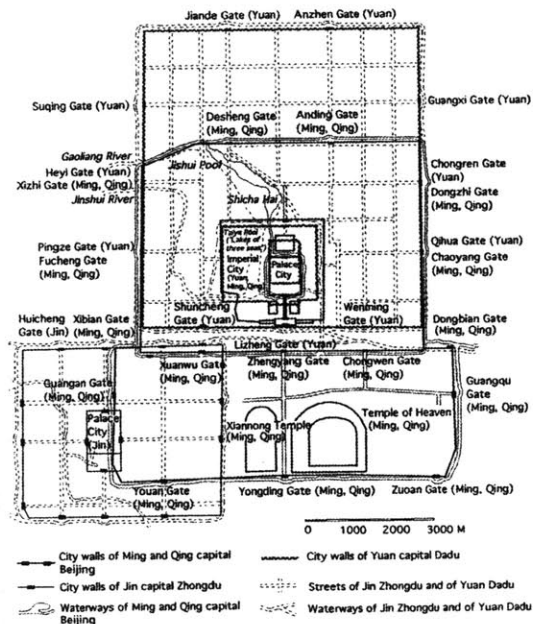 Jiande Gate (Yuan)
Anzhen Gate (Yuan)
Suqing Gate (Yuan)
Guangxi Gate (Yuan)
Desheng Gate
(Ming, Qing)
Anding Gate
(Ming, Qing)
Gaoliang River
Heyi Gate (Yuan)
Xizhi Gate (Ming, Qing)
Jinshui River
Jishui Pool
Shicha Hai
Chongren Gate
(Yuan)
Dongzhi Gate
(Ming, Qing)
Lakes of
three seas
Imperial
City
(Yuan,
Ming, Qing)
Palace
City
Pingze Gate (Yuan)
Fucheng Gate
(Ming, Qing)
Qihua Gate (Yuan)
Chaoyang Gate
(Ming, Qing)
Shuncheng
Gate (Yuan)
Wenming
Gate (Yuan)
Huicheng
Gate (Jin)
Xibian Gate
(Ming, Qing)
Dongbian Gate
(Ming, Qing)
Lizheng Gate (Yuan)
Xuanwu Gate
(Ming, Qing)
Zhengyang Gate
(Ming, Qing)
Chongwen Gate
(Ming, Qing)
Guangan Gate
(Ming, Qing)
Guangqu
Gate
(Ming, Qing)
Palace
City
(Jin)
Xiannong Temple
(Ming, Qing)
Temple of Heaven
(Ming, Qing)
Youan Gate
(Ming, Qing)
Yongding Gate (Ming, Qing)
Zuoan Gate (Ming, Qing)
0 1000 2000 3000 M
City walls of Ming and Qing capital
Beijing
City walls of Yuan capital Dadu
City walls of Jin capital Zhongdu
Streets of Jin Zhongdu and of Yuan Dadu
Waterways of Ming and Qing capital
Beijing
Waterways of Jin Zhongdu and of Yuan Dadu